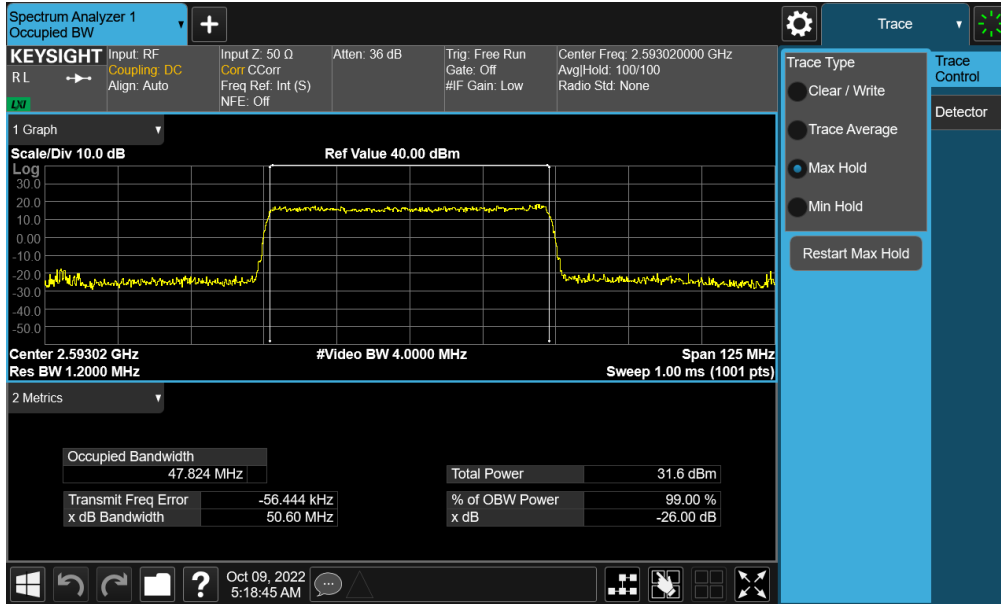 Spectrum Analyzer 1
Occupied BW
Trace
KEYSIGHT
RL
LXI
Input: RF
Coupling: DC
Align: Auto
Input Z: 50 Ω
Corr CCorr
Freq Ref: Int (S)
NFE: Off
Atten: 36 dB
Trig: Free Run
Gate: Off
#IF Gain: Low
Center Freq: 2.593020000 GHz
Avg|Hold: 100/100
Radio Std: None
1 Graph
Scale/Div 10.0 dB
Ref Value 40.00 dBm
Log
30.0
20.0
10.0
0.00
-10.0
-20.0
-30.0
-40.0
-50.0
Center 2.59302 GHz
#Video BW 4.0000 MHz
Span 125 MHz
Res BW 1.2000 MHz
Sweep 1.00 ms (1001 pts)
2 Metrics
Occupied Bandwidth
47.824 MHz
Total Power 31.6 dBm
Transmit Freq Error -56.444 kHz
% of OBW Power 99.00 %
x dB Bandwidth 50.60 MHz
x dB -26.00 dB
Trace Type
Clear / Write
Trace Average
Max Hold
Min Hold
Restart Max Hold
Trace
Control
Detector
?
Oct 09, 2022
5:18:45 AM